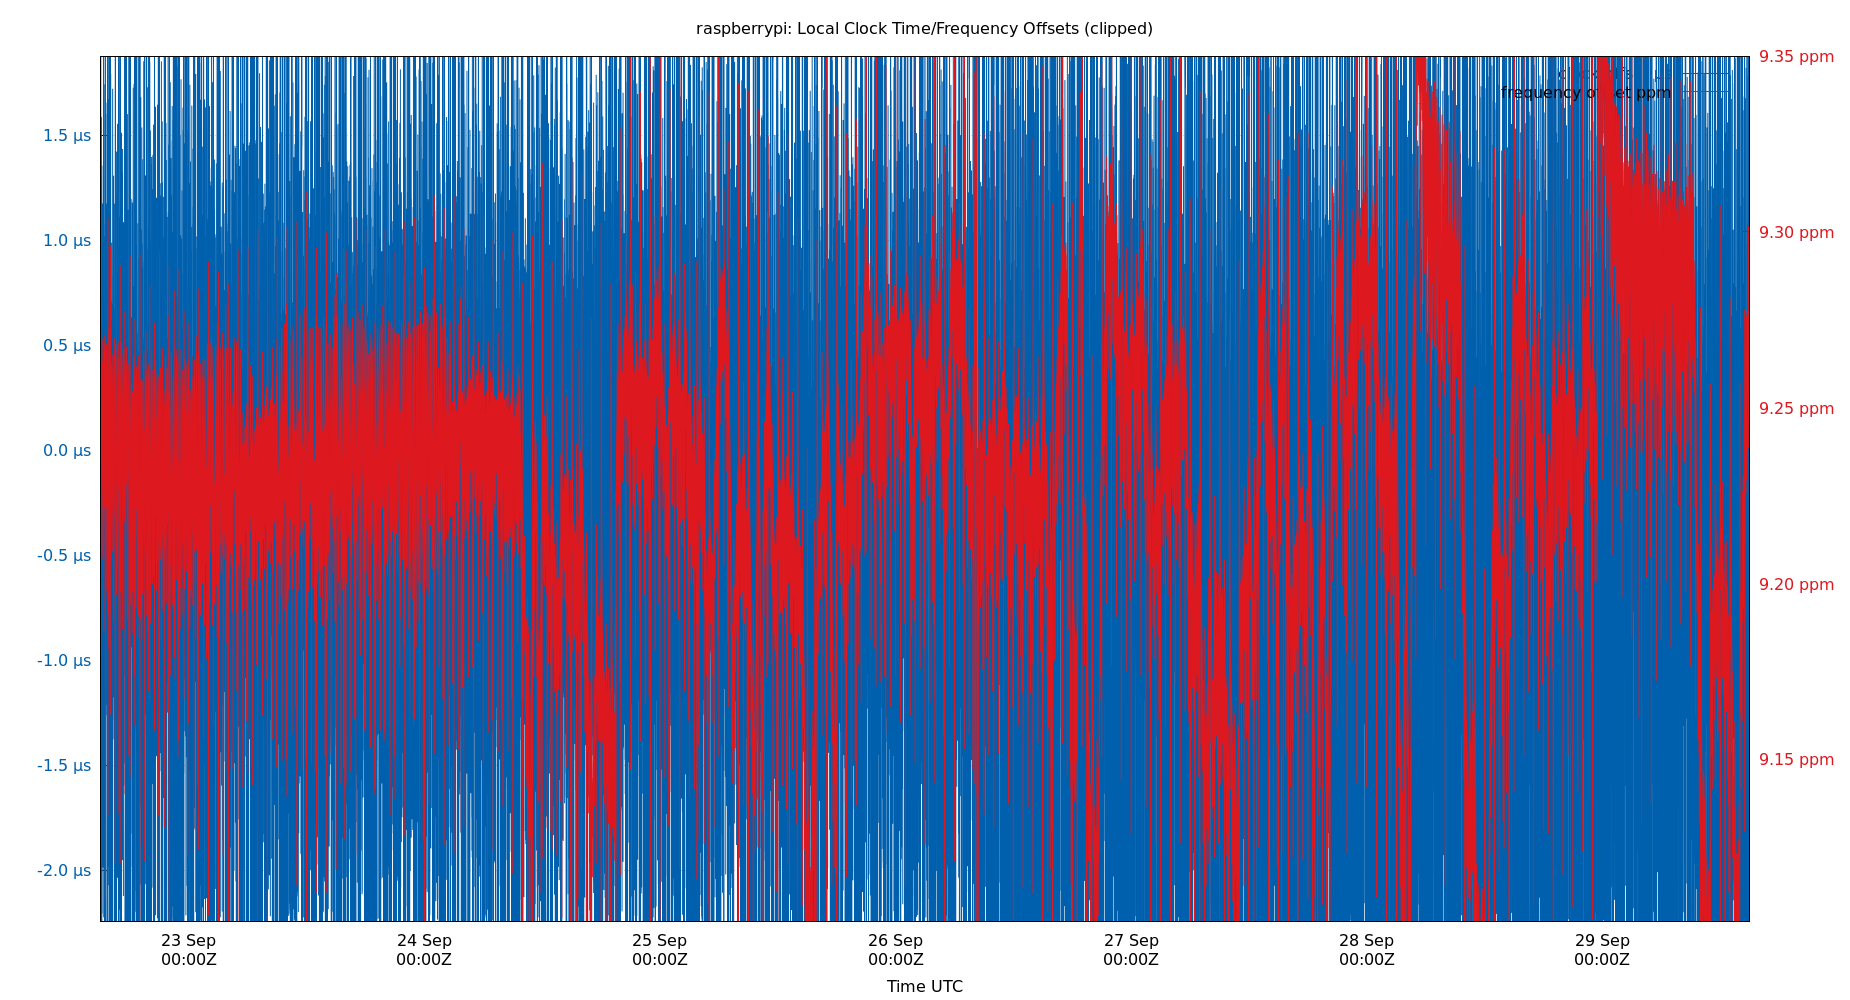 raspberrypi: Local Clock Time/Frequency Offsets (clipped)
9.35 ppm
frequency offset ppm
1.5 µs
1.0 µs
9.30 ppm
0.5 µs
9.25 ppm
0.0 µs
-0.5 µs
9.20 ppm
-1.0 µs
-1.5 µs
9.15 ppm
-2.0 µs
23 Sep 24 Sep 25 Sep 26 Sep 27 Sep 28 Sep 29 Sep
00:00Z 00:00Z 00:00Z 00:00Z 00:00Z 00:00Z 00:00Z
Time UTC